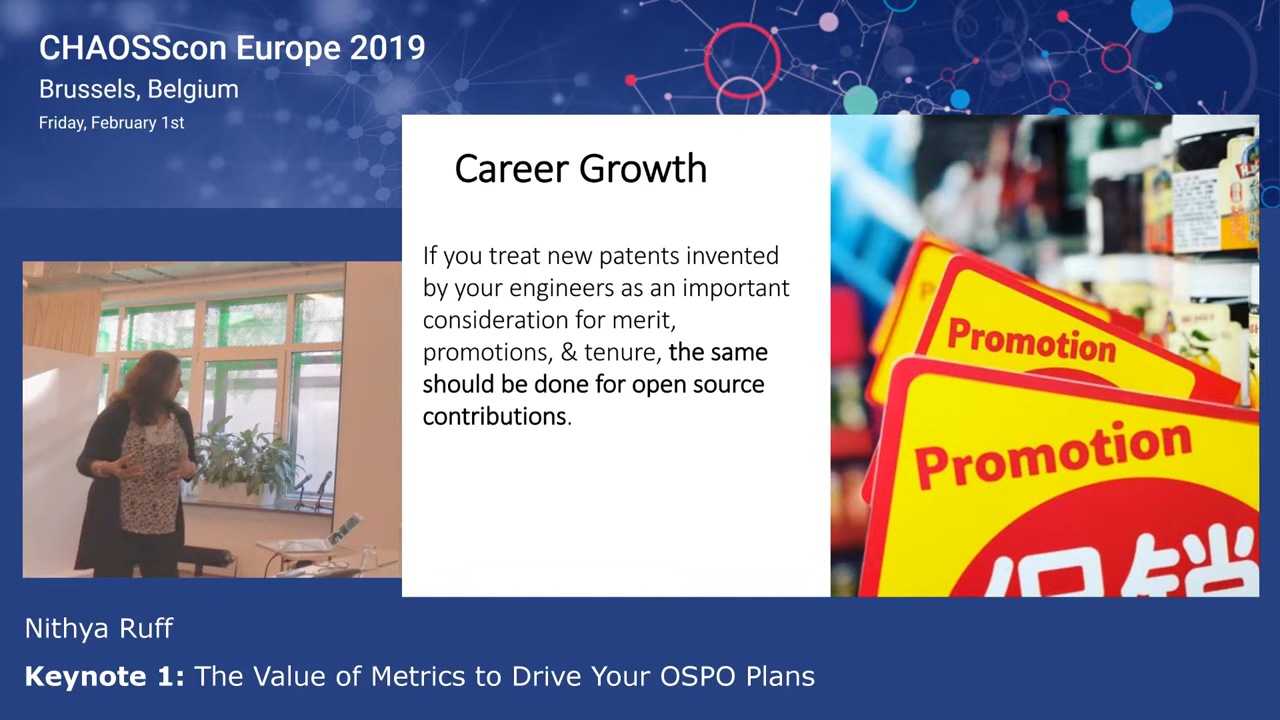 CHAOSScon Europe 2019
Brussels, Belgium
Friday, February 1st
Career Growth
If you treat new patents invented
by your engineers as an important
consideration for merit,
promotions, & tenure, the same
should be done for open source
contributions.
Promotion
Promotion
促销
Nithya Ruff
Keynote 1: The Value of Metrics to Drive Your OSPO Plans